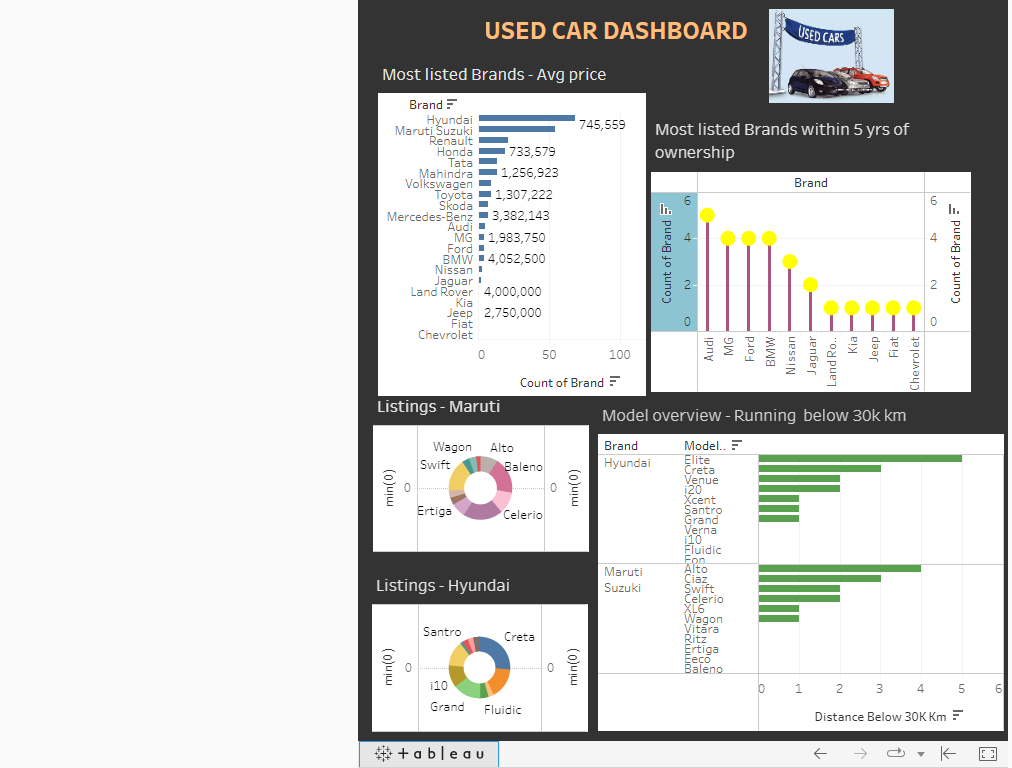 USED CAR DASHBOARD
USED CARS
Most listed Brands - Avg price
Brand
Hyundai
745,559
Maruti Suzuki
Renault
Honda
733,579
Tata
Mahindra
1,256,923
Volkswagen
Toyota
1,307,222
Skoda
Mercedes-Benz
3,382,143
Audi
MG
1,983,750
Ford
BMW
4,052,500
Nissan
Jaguar
Land Rover
4,000,000
Kia
Jeep
2,750,000
Fiat
Chevrolet
0 50 100
Count of Brand
Most listed Brands within 5 yrs of
ownership
Brand
Count of Brand
6
4
2
0
6
4
2
0
Count of Brand
Audi
MG
Ford
BMW
Nissan
Jaguar
Land Ro..
Kia
Jeep
Fiat
Chevrolet
Listings - Maruti
min(0)
0
Wagon
Alto
Swift
Baleno
Ertiga
Celerio
0
min(0)
Listings - Hyundai
min(0)
0
Santro
Creta
i10
Grand
Fluidic
0
min(0)
Model overview - Running  below 30k km
Brand Model..
Hyundai
Elite
Creta
Venue
i20
Xcent
Santro
Grand
Verna
i10
Fluidic
Eon
Maruti
Suzuki
Alto
Ciaz
Swift
Celerio
XL6
Wagon
Vitara
Ritz
Ertiga
Eeco
Baleno
0 1 2 3 4 5 6
Distance Below 30K Km
+ableau